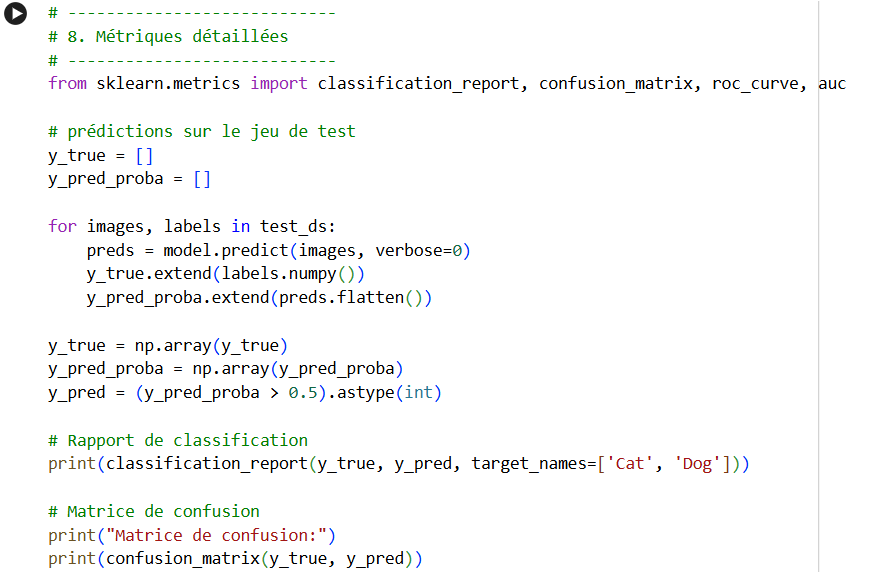 # ----------------------------
# 8. Métriques détaillées
# ----------------------------
from sklearn.metrics import classification_report, confusion_matrix, roc_curve, auc
# prédictions sur le jeu de test
y_true = []
y_pred_proba = []
for images, labels in test_ds:
    preds = model.predict(images, verbose=0)
    y_true.extend(labels.numpy())
    y_pred_proba.extend(preds.flatten())
y_true = np.array(y_true)
y_pred_proba = np.array(y_pred_proba)
y_pred = (y_pred_proba > 0.5).astype(int)
# Rapport de classification
print(classification_report(y_true, y_pred, target_names=['Cat', 'Dog']))
# Matrice de confusion
print("Matrice de confusion:")
print(confusion_matrix(y_true, y_pred))